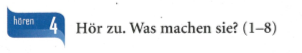 hören 4 Hör zu. Was machen sie? (1–8)